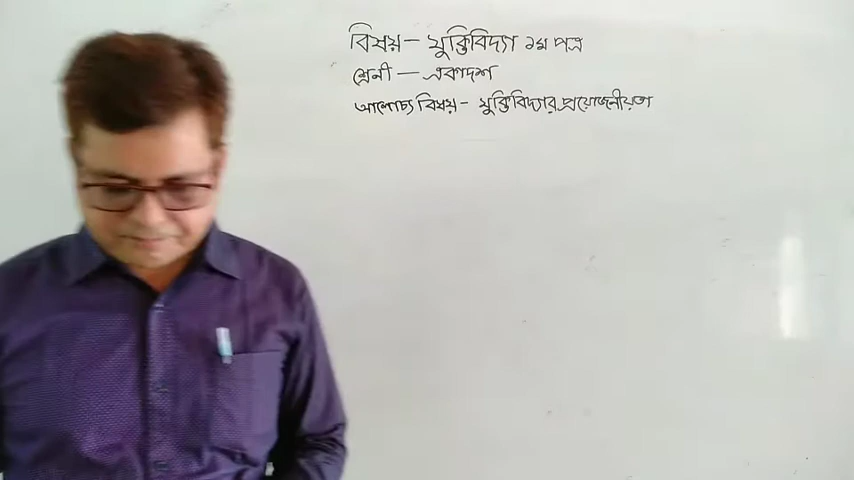 বিষয় - যুক্তিবিদ্যা ১ম পত্র
শ্রেনী — একাদশ
আলোচ্য বিষয় - যুক্তিবিদ্যার প্রয়োজনীয়তা